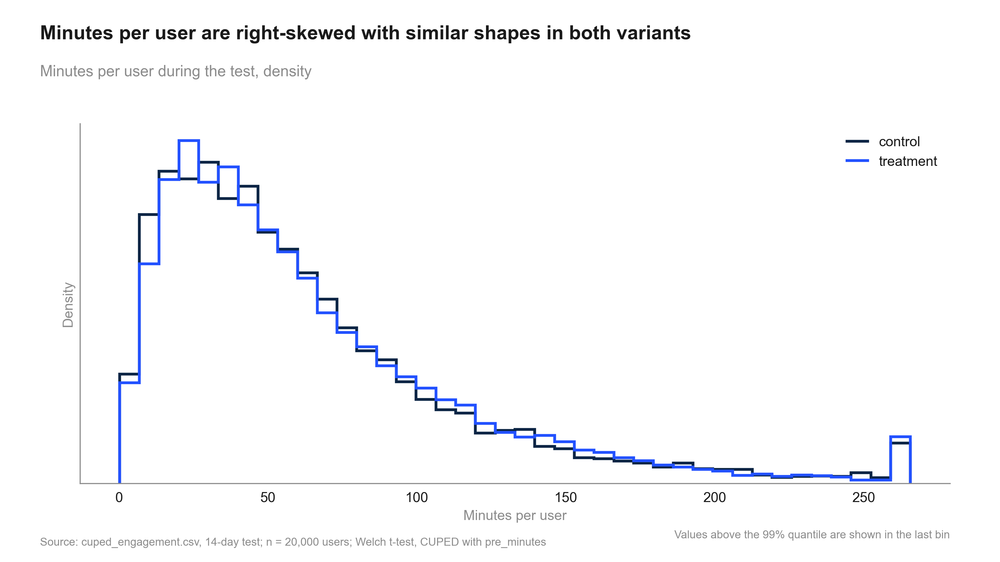 Minutes per user are right-skewed with similar shapes in both variants
Minutes per user during the test, density
control
treatment
Density
0
50
100
150
200
250
Minutes per user
Values above the 99% quantile are shown in the last bin
Source: cuped_engagement.csv, 14-day test; n = 20,000 users; Welch t-test, CUPED with pre_minutes